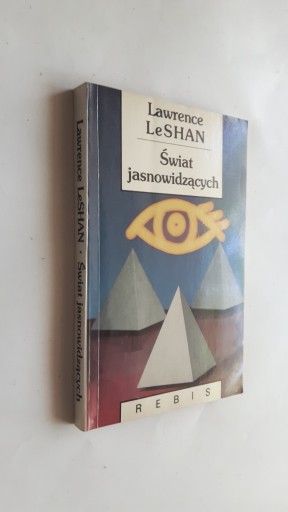 Lawrence
LeSHAN
Świat
jasnowidzących
REBIS
Lawrence LeSHAN · Świat jasnowidzących